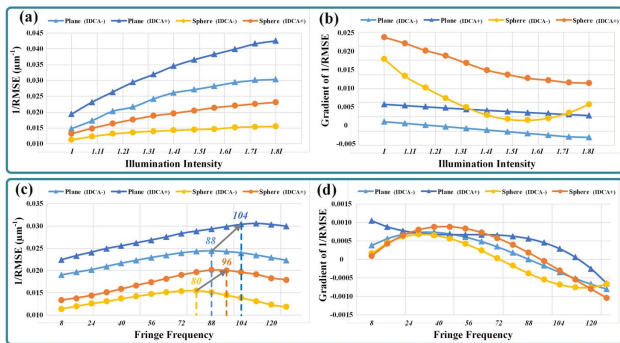 (a)
Plane (IDCA-) Plane (IDCA+) Sphere (IDCA-) Sphere (IDCA+)
0.045
0.040
0.035
0.030
0.025
0.020
0.015
0.010
1/RMSE (μm⁻¹)
1.1I 1.2I 1.3I 1.4I 1.5I 1.6I 1.7I 1.8I
Illumination Intensity
(b)
Plane (IDCA-) Plane (IDCA+) Sphere (IDCA-) Sphere (IDCA+)
0.025
0.020
0.015
0.010
0.005
0
-0.005
Gradient of 1/RMSE
I 1.1I 1.2I 1.3I 1.4I 1.5I 1.6I 1.7I 1.8I
Illumination Intensity
(c)
Plane (IDCA-) Plane (IDCA+) Sphere (IDCA-) Sphere (IDCA+)
0.035
0.030
0.025
0.020
0.015
0.010
1/RMSE (μm⁻¹)
104
88
96
80
8 24 40 56 72 88 104 120
Fringe Frequency
(d)
Plane (IDCA-) Plane (IDCA+) Sphere (IDCA-) Sphere (IDCA+)
0.0015
0.0010
0.0005
0
-0.0005
-0.0010
-0.0015
Gradient of 1/RMSE
8 24 40 56 72 88 104 120
Fringe Frequency